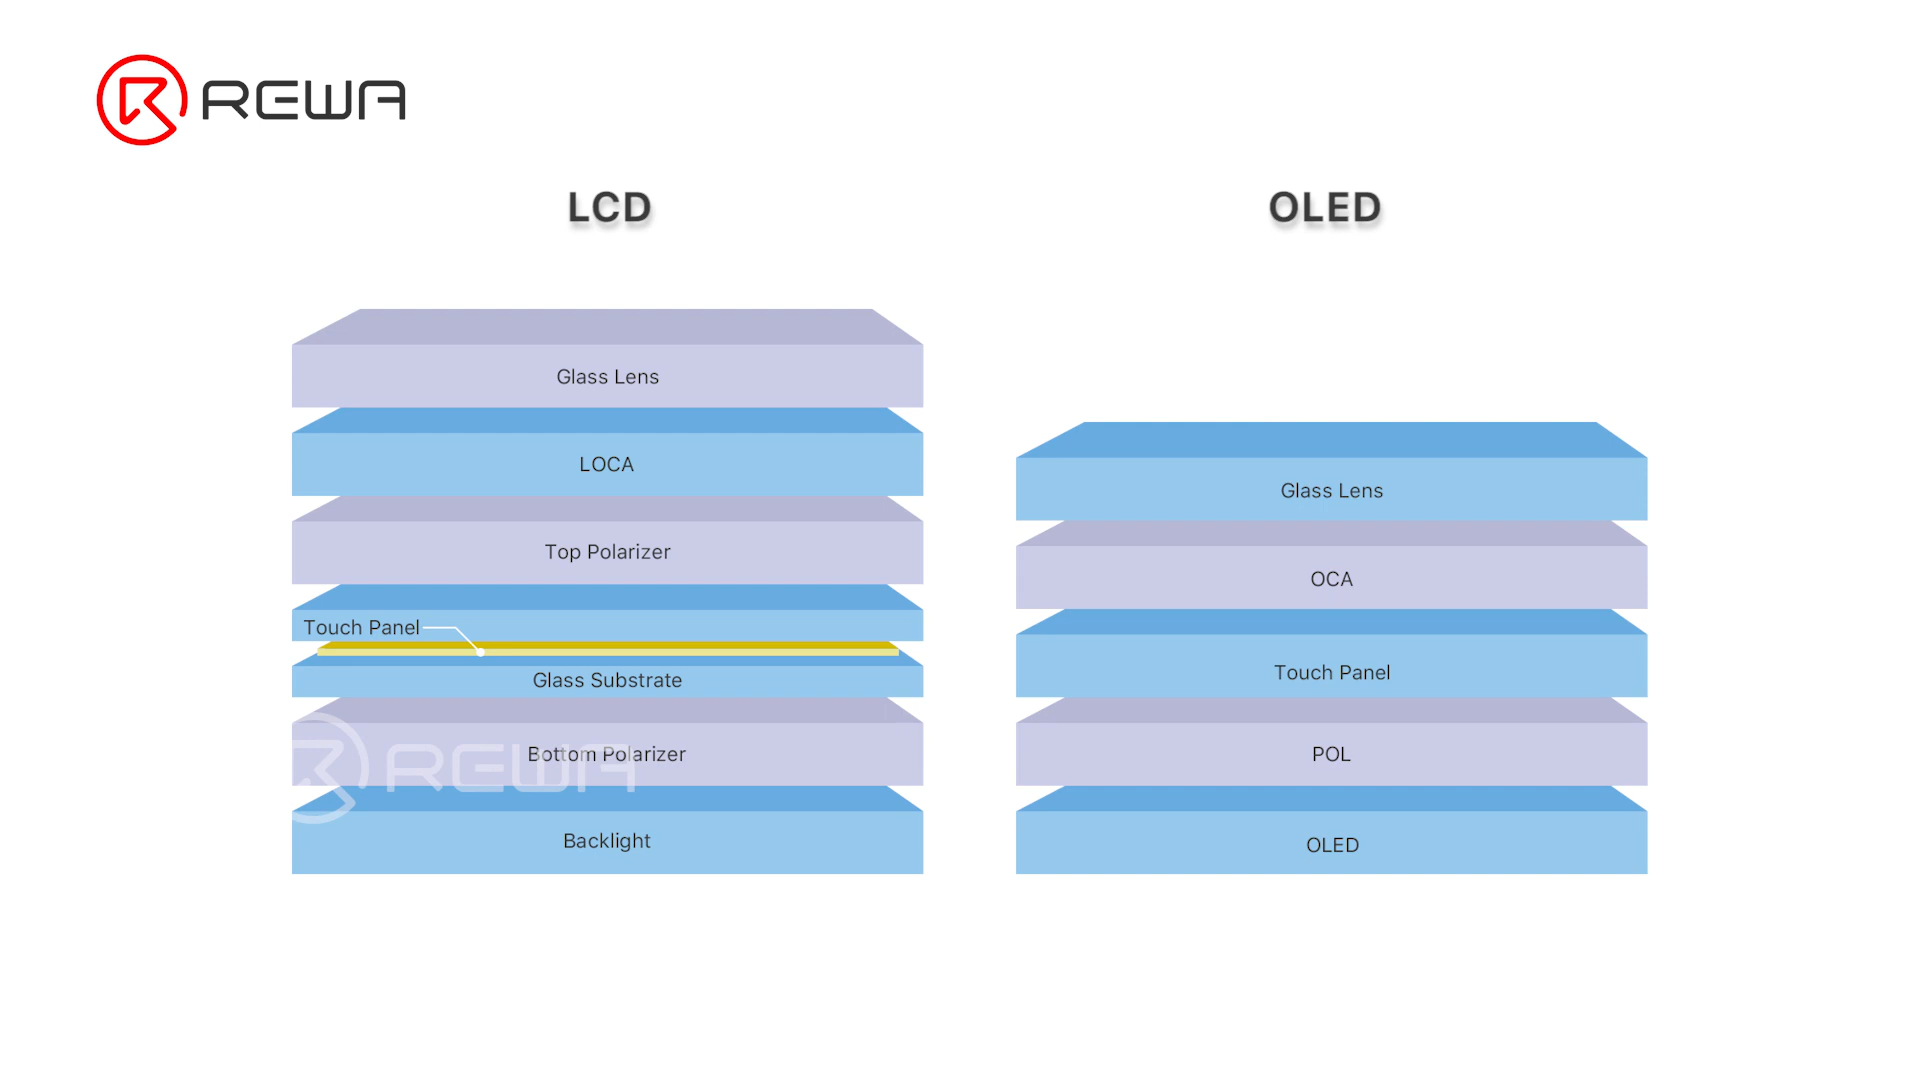 REWA
LCD
OLED
Glass Lens
LOCA
Top Polarizer
Touch Panel
Glass Substrate
Bottom Polarizer
REWA
Backlight
Glass Lens
OCA
Touch Panel
POL
OLED